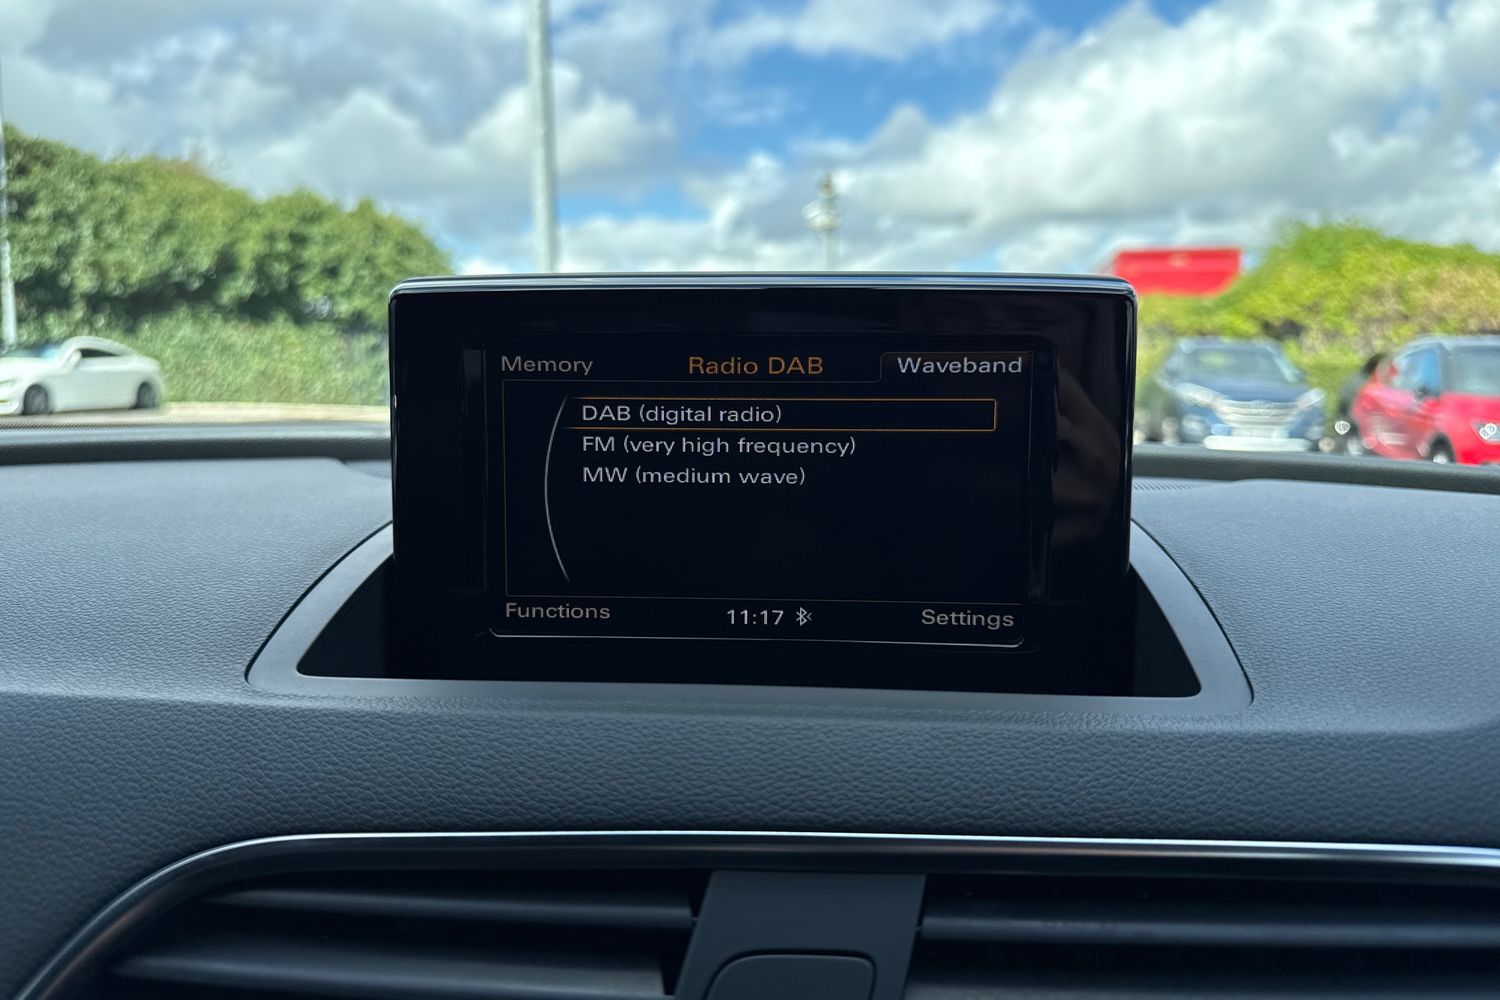 Memory
Radio DAB
Waveband
DAB (digital radio)
FM (very high frequency)
MW (medium wave)
Functions
11:17
Settings